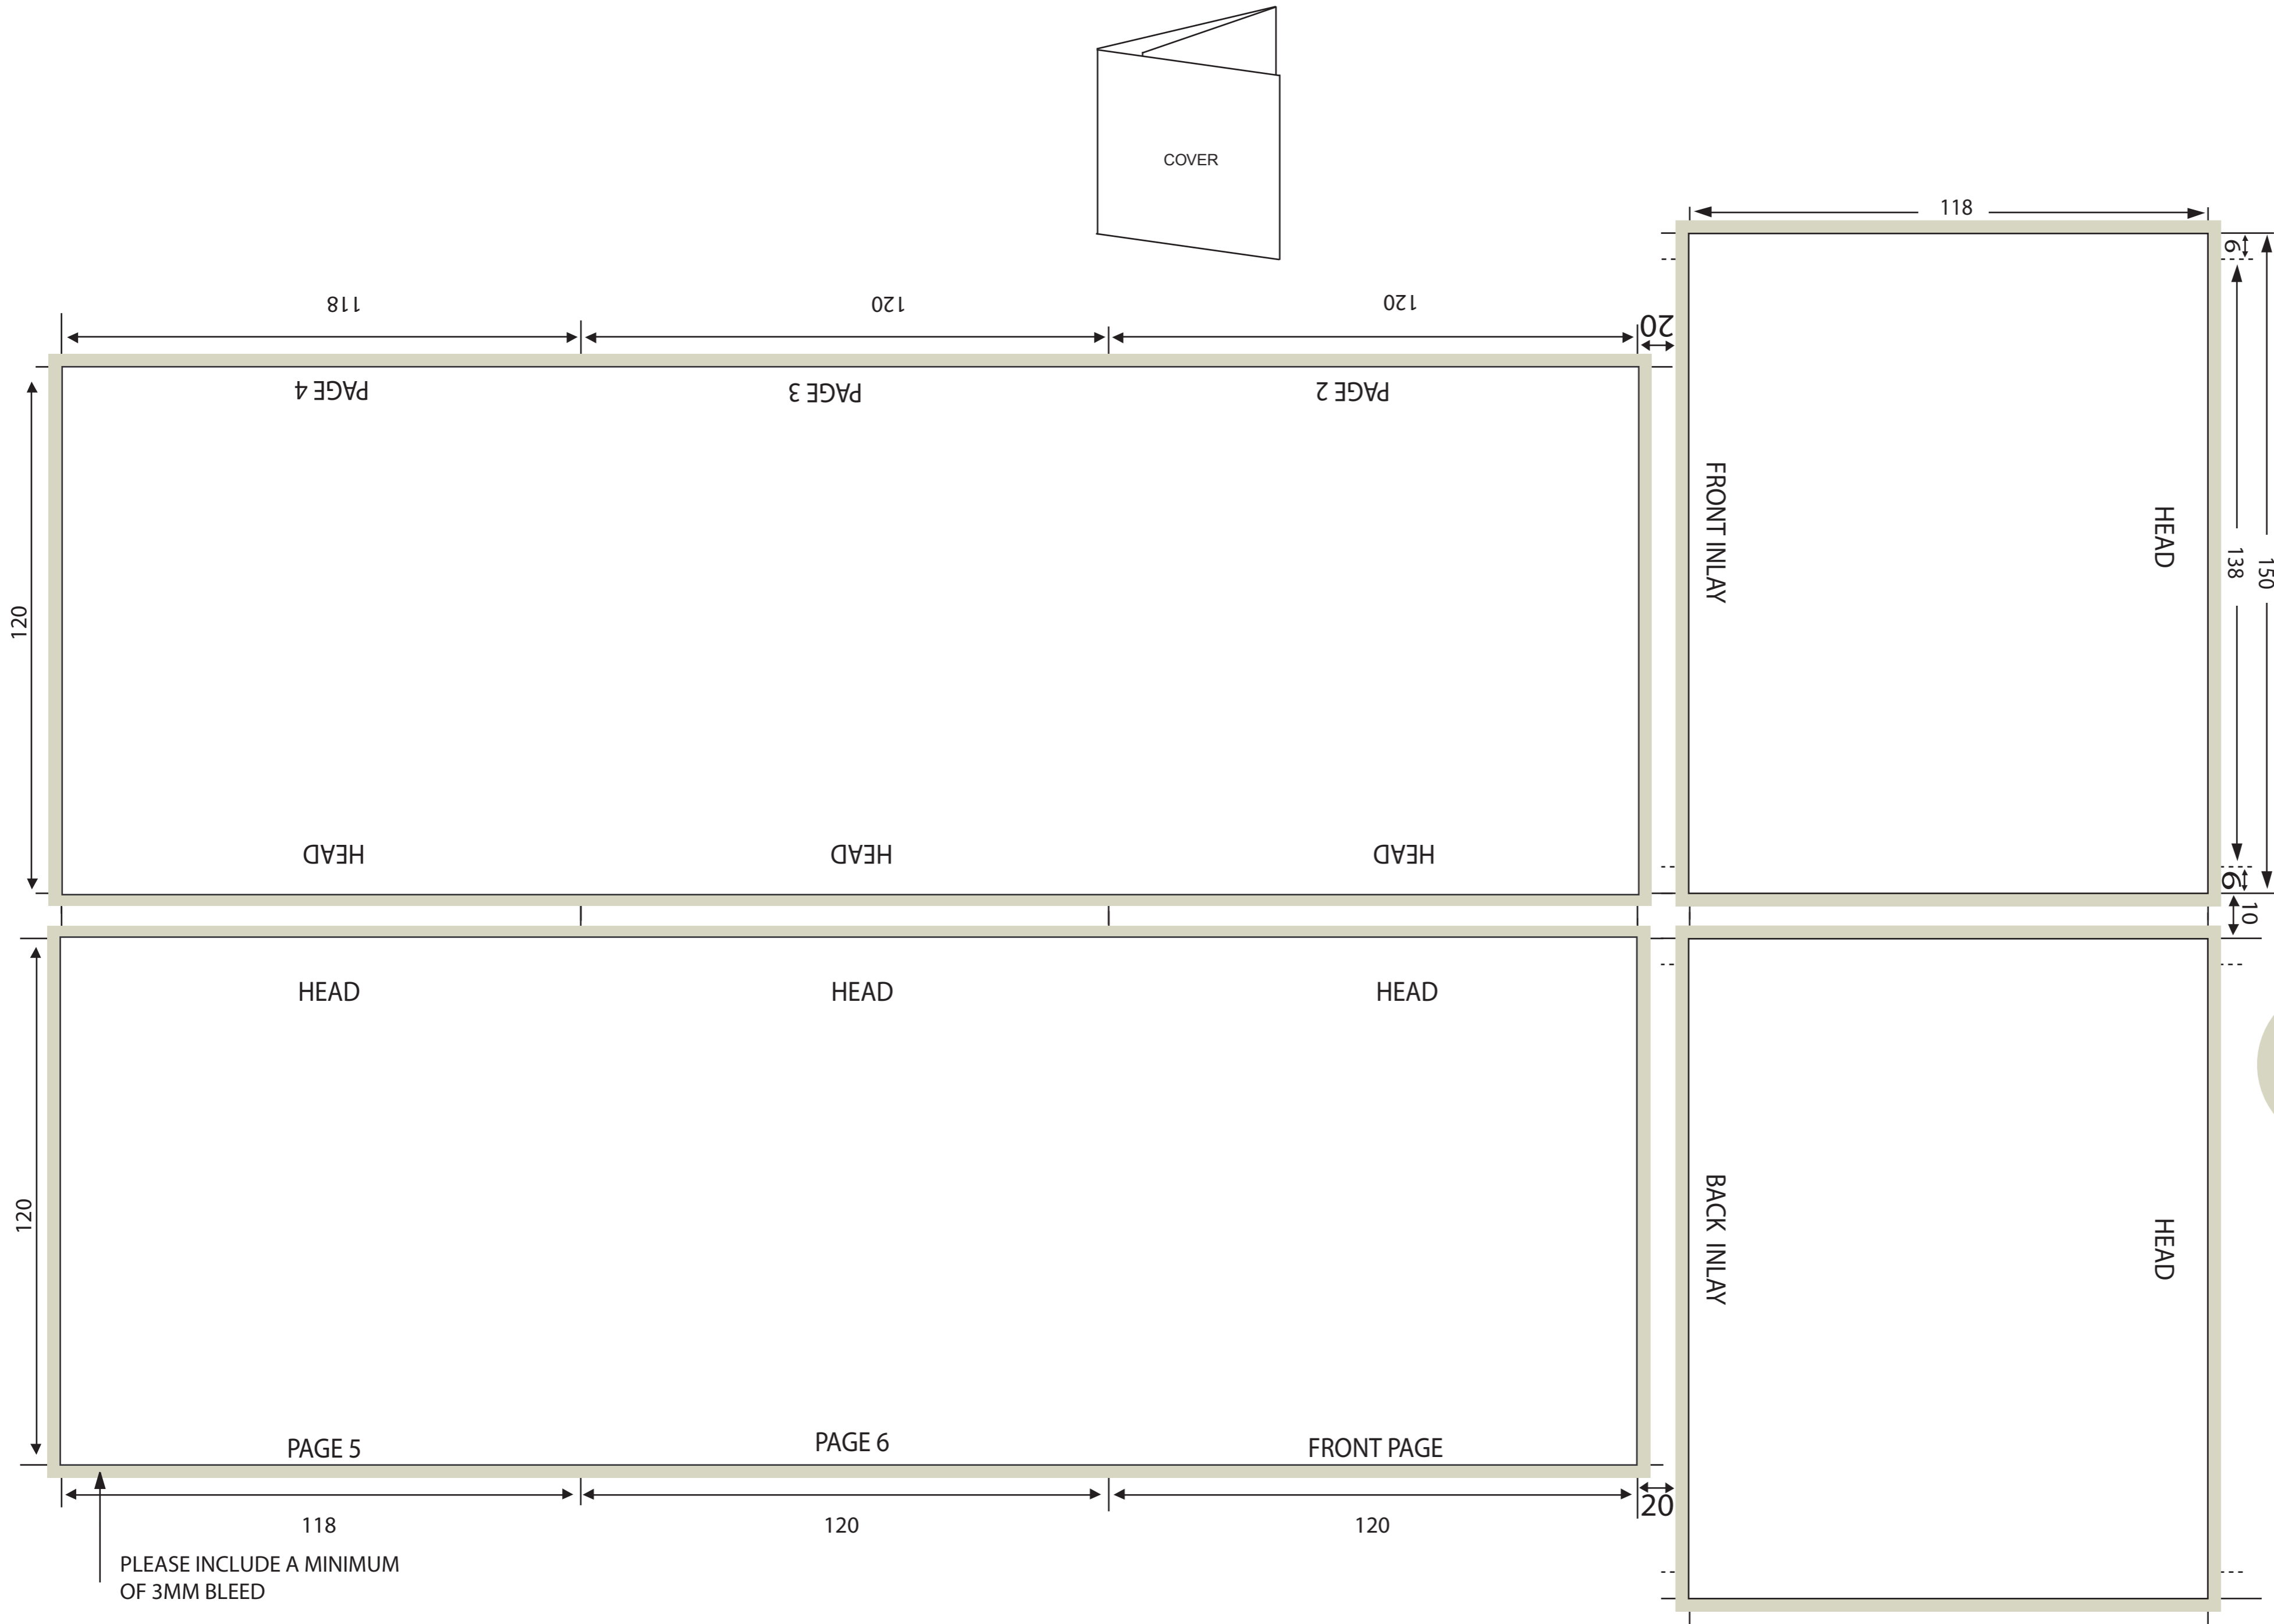 COVER
118
6
138
150
6
10
118
120
120
20
120
PAGE 4
PAGE 3
PAGE 2
HEAD
HEAD
HEAD
FRONT INLAY
HEAD
HEAD
HEAD
HEAD
120
PAGE 5
PAGE 6
FRONT PAGE
BACK INLAY
HEAD
118
120
120
20
PLEASE INCLUDE A MINIMUM
OF 3MM BLEED